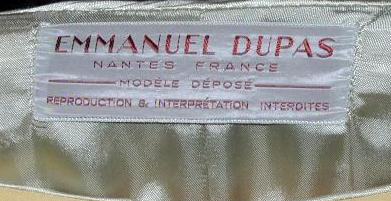 EMMANUEL DUPAS
NANTES FRANCE
MODÈLE DÉPOSÉ
REPRODUCTION & INTERPRÉTATION INTERDITES